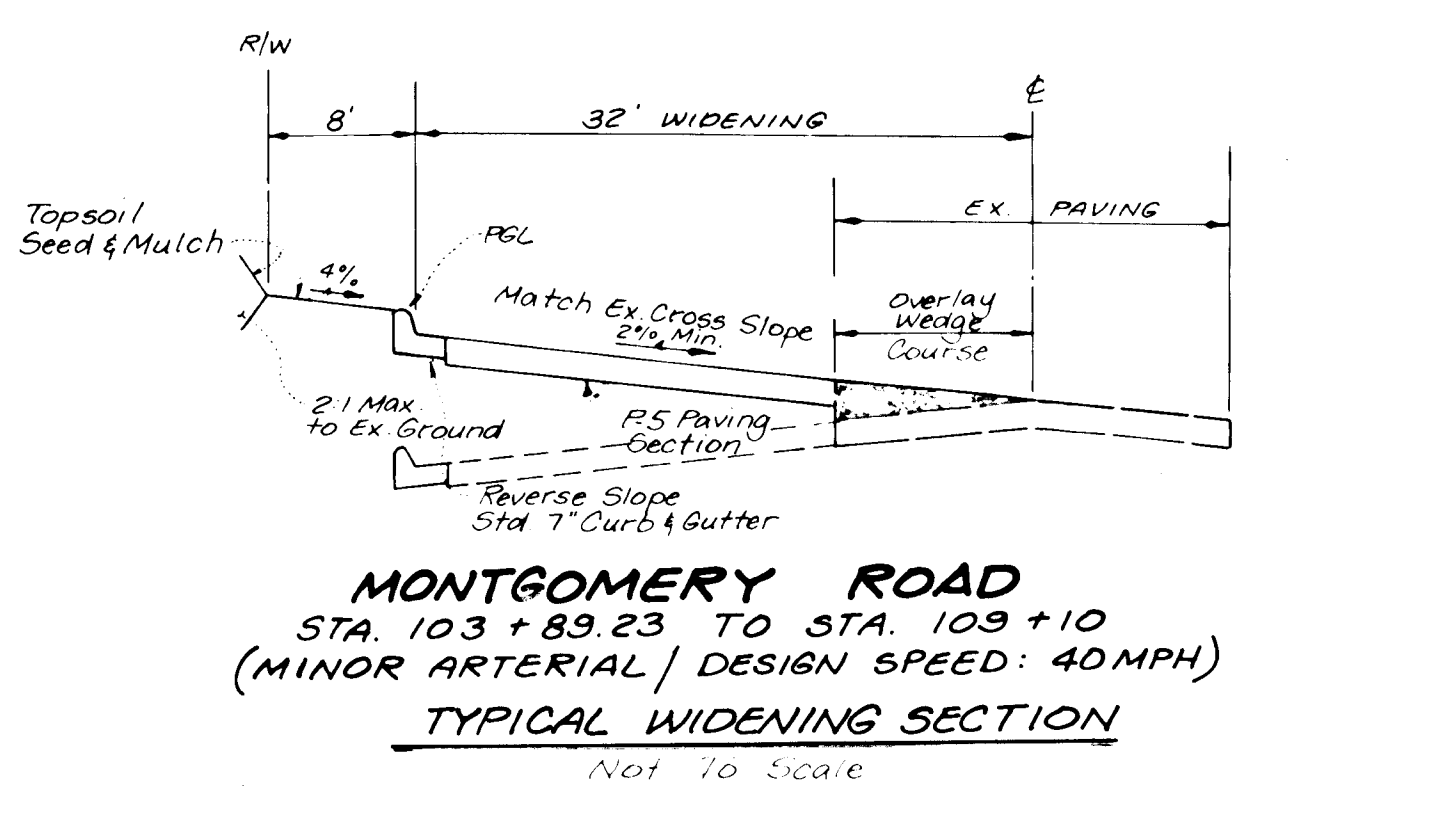 R/W
℄
8'
32' WIDENING
EX. PAVING
Topsoil
Seed & Mulch
PGL
4%
Match Ex. Cross Slope
2% Min.
Overlay
Wedge
Course
2:1 Max.
to Ex. Ground
P-5 Paving
Section
Reverse Slope
Std. 7" Curb & Gutter
MONTGOMERY ROAD
STA. 103 + 89.23 TO STA. 109 + 10
(MINOR ARTERIAL / DESIGN SPEED: 40 MPH)
TYPICAL WIDENING SECTION
Not To Scale